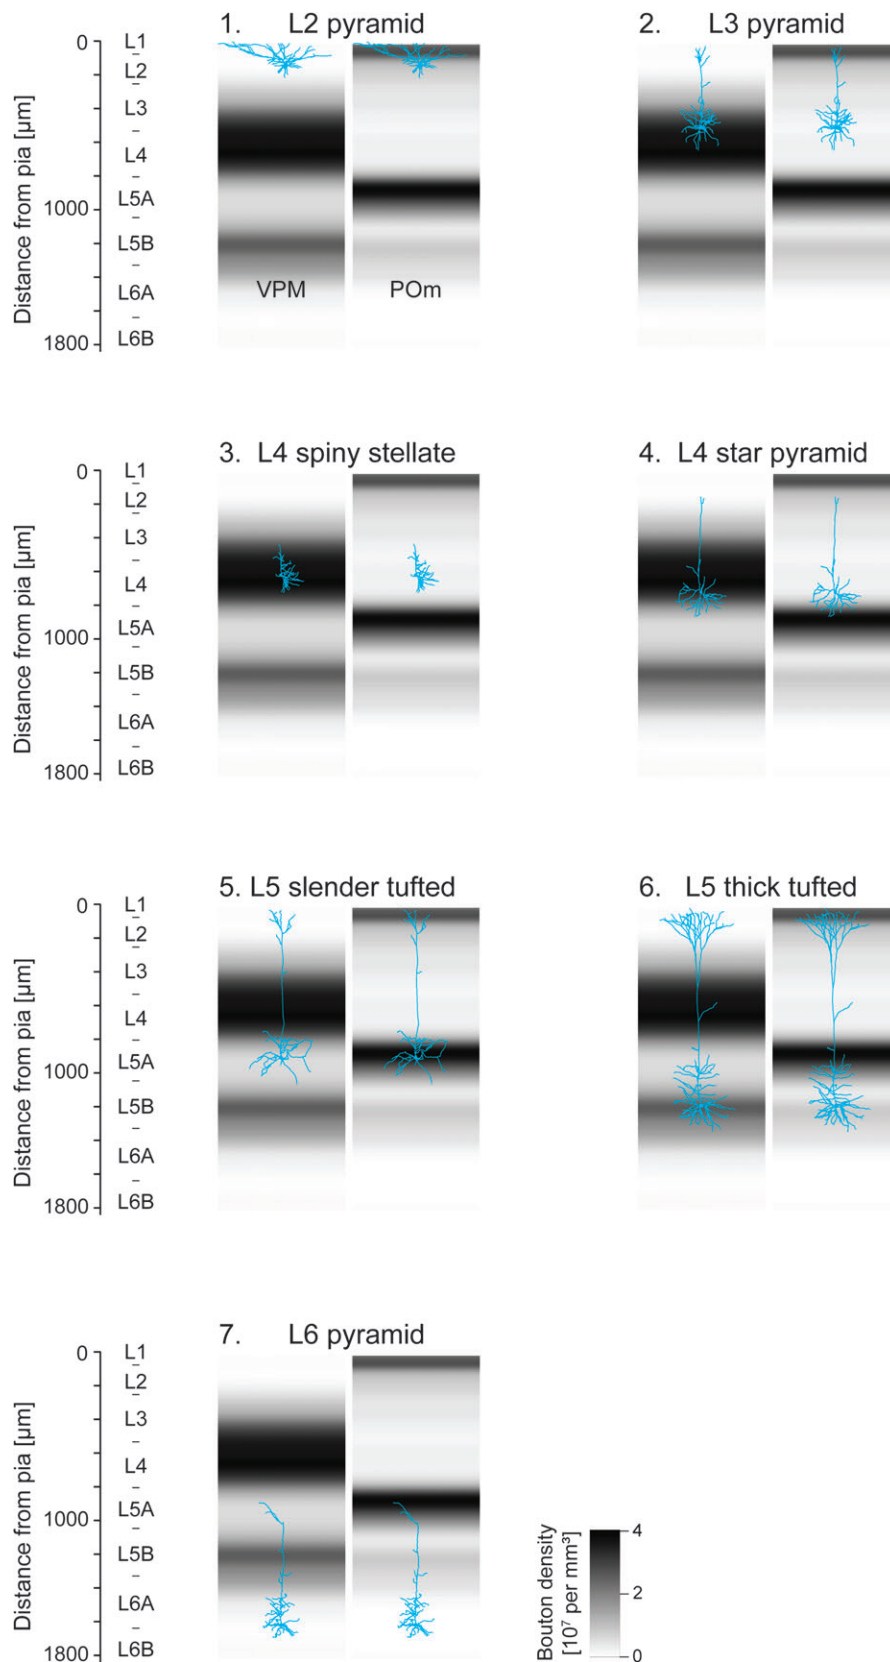 1. L2 pyramid
2. L3 pyramid
Distance from pia [µm]
0
1000
1800
L1
L2
L3
L4
L5A
L5B
L6A
L6B
VPM
POm
3. L4 spiny stellate
4. L4 star pyramid
Distance from pia [µm]
0
1000
1800
L1
L2
L3
L4
L5A
L5B
L6A
L6B
5. L5 slender tufted
6. L5 thick tufted
Distance from pia [µm]
0
1000
1800
L1
L2
L3
L4
L5A
L5B
L6A
L6B
7. L6 pyramid
Distance from pia [µm]
0
1000
1800
L1
L2
L3
L4
L5A
L5B
L6A
L6B
Bouton density
[10⁷ per mm³]
4
2
0